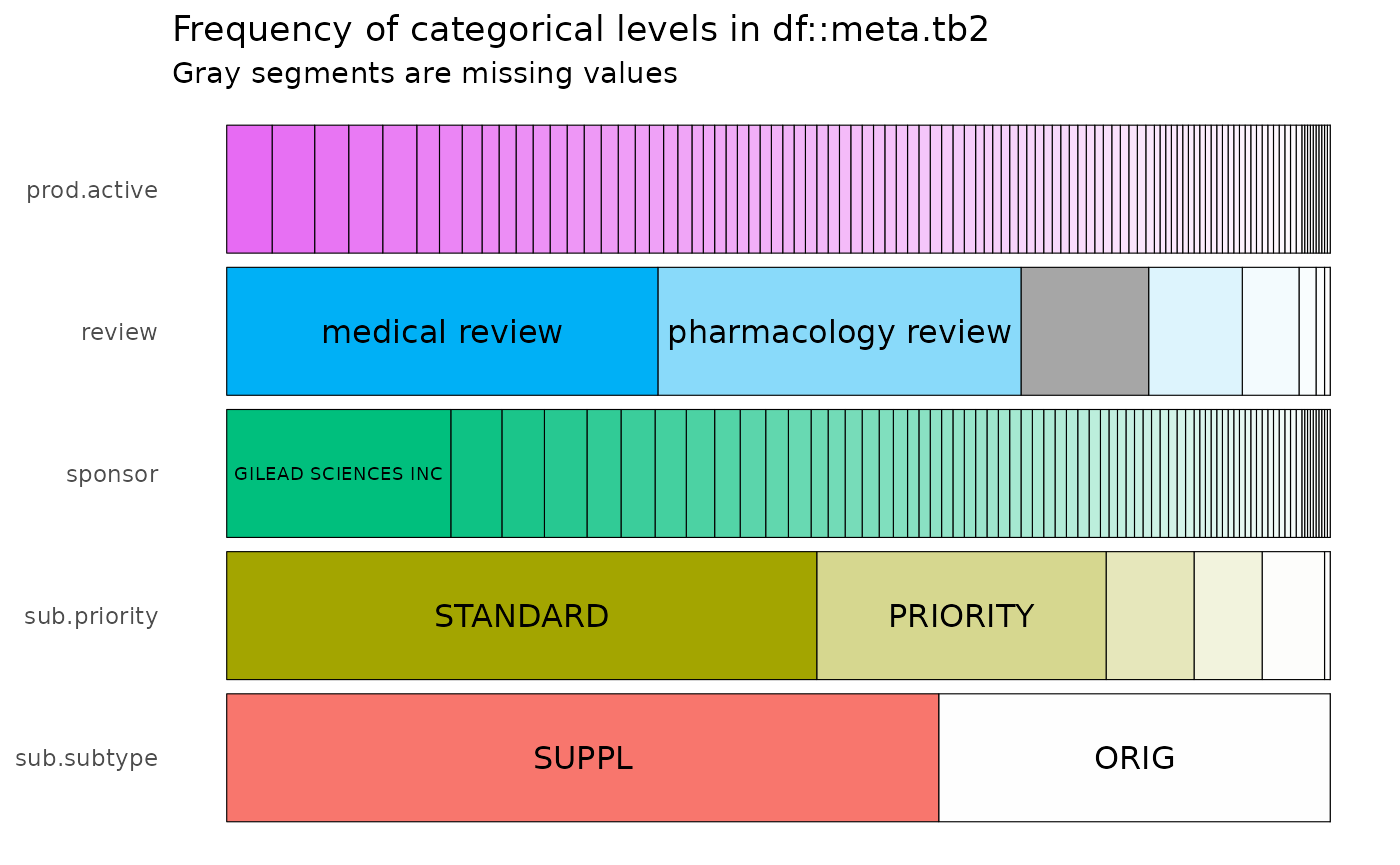 Frequency of categorical levels in df::meta.tb2
Gray segments are missing values
prod.active
review
medical review
pharmacology review
sponsor
GILEAD SCIENCES INC
sub.priority
STANDARD
PRIORITY
sub.subtype
SUPPL
ORIG